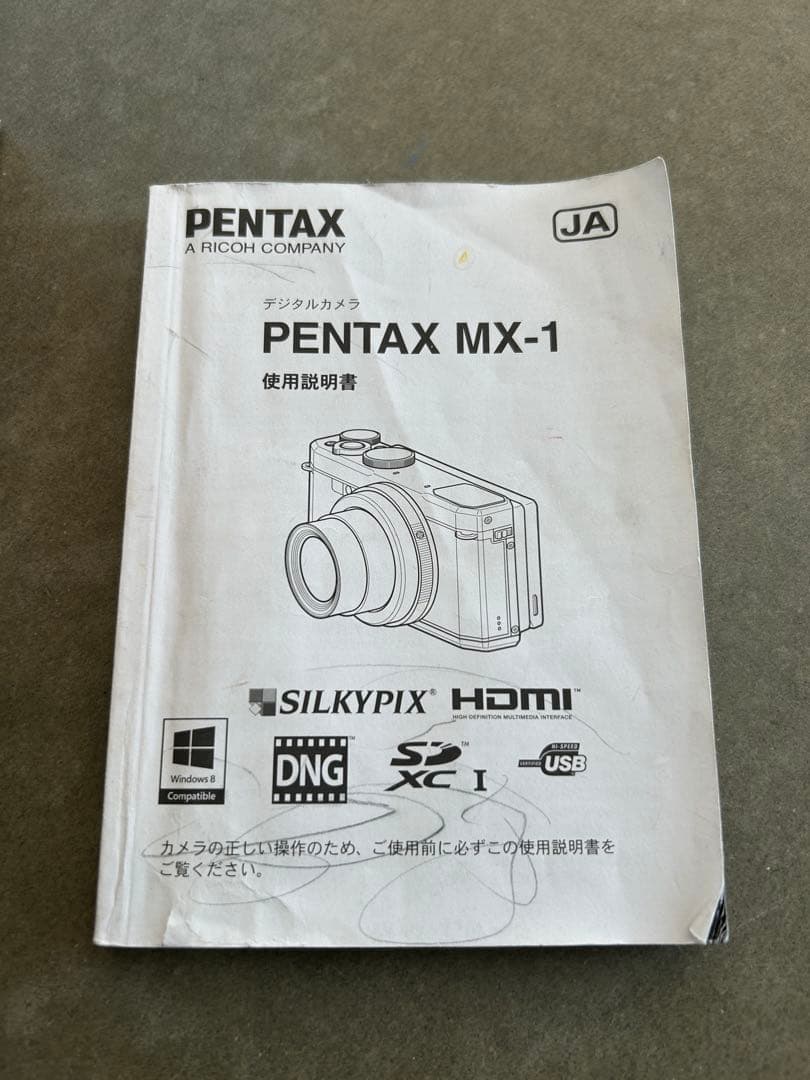 PENTAX
A RICOH COMPANY
JA
デジタルカメラ
PENTAX MX-1
使用説明書
SILKYPIX® HDMI™
HIGH-DEFINITION MULTIMEDIA INTERFACE
Windows 8
Compatible
DNG™
SD XC I™
HI-SPEED
CERTIFIED USB
カメラの正しい操作のため、ご使用前に必ずこの使用説明書を
ご覧ください。